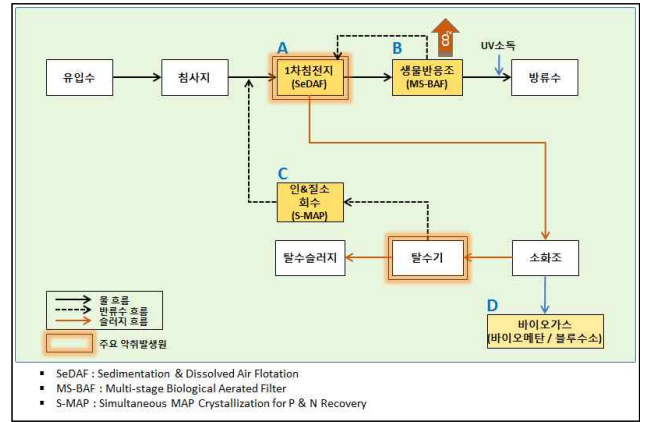 A
B
UV소독
유입수
침사지
1차침전지
(SeDAF)
생물반응조
(MS-BAF)
방류수
C
인&질소
회수
(S-MAP)
탈수슬러지
탈수기
소화조
D
바이오가스
(바이오메탄 / 블루수소)
물 흐름
반류수 흐름
슬러지 흐름
주요 악취발생원
▪ SeDAF : Sedimentation & Dissolved Air Flotation
▪ MS-BAF : Multi-stage Biological Aerated Filter
▪ S-MAP : Simultaneous MAP Crystallization for P & N Recovery